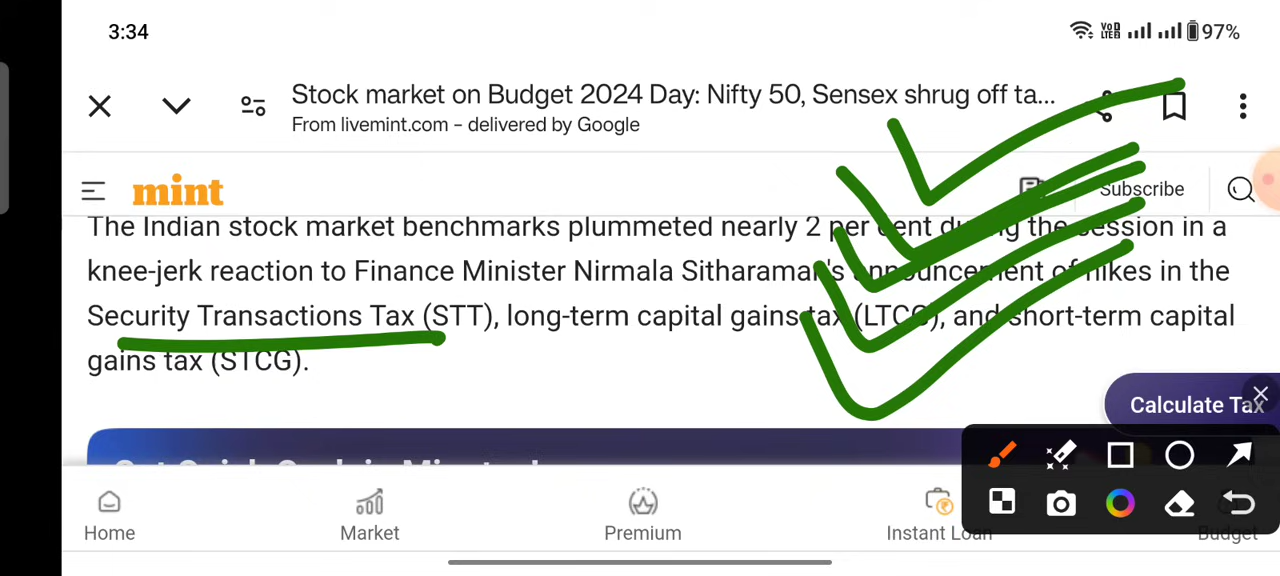 3:34
VoD
LTEB
97%
Stock market on Budget 2024 Day: Nifty 50, Sensex shrug off ta...
From livemint.com – delivered by Google
mint
Subscribe
The Indian stock market benchmarks plummeted nearly 2 per cent during the session in a
knee-jerk reaction to Finance Minister Nirmala Sitharaman's announcement of hikes in the
Security Transactions Tax (STT), long-term capital gains tax (LTCG), and short-term capital
gains tax (STCG).
Calculate Tax
Home
Market
Premium
Instant Loan
Budget